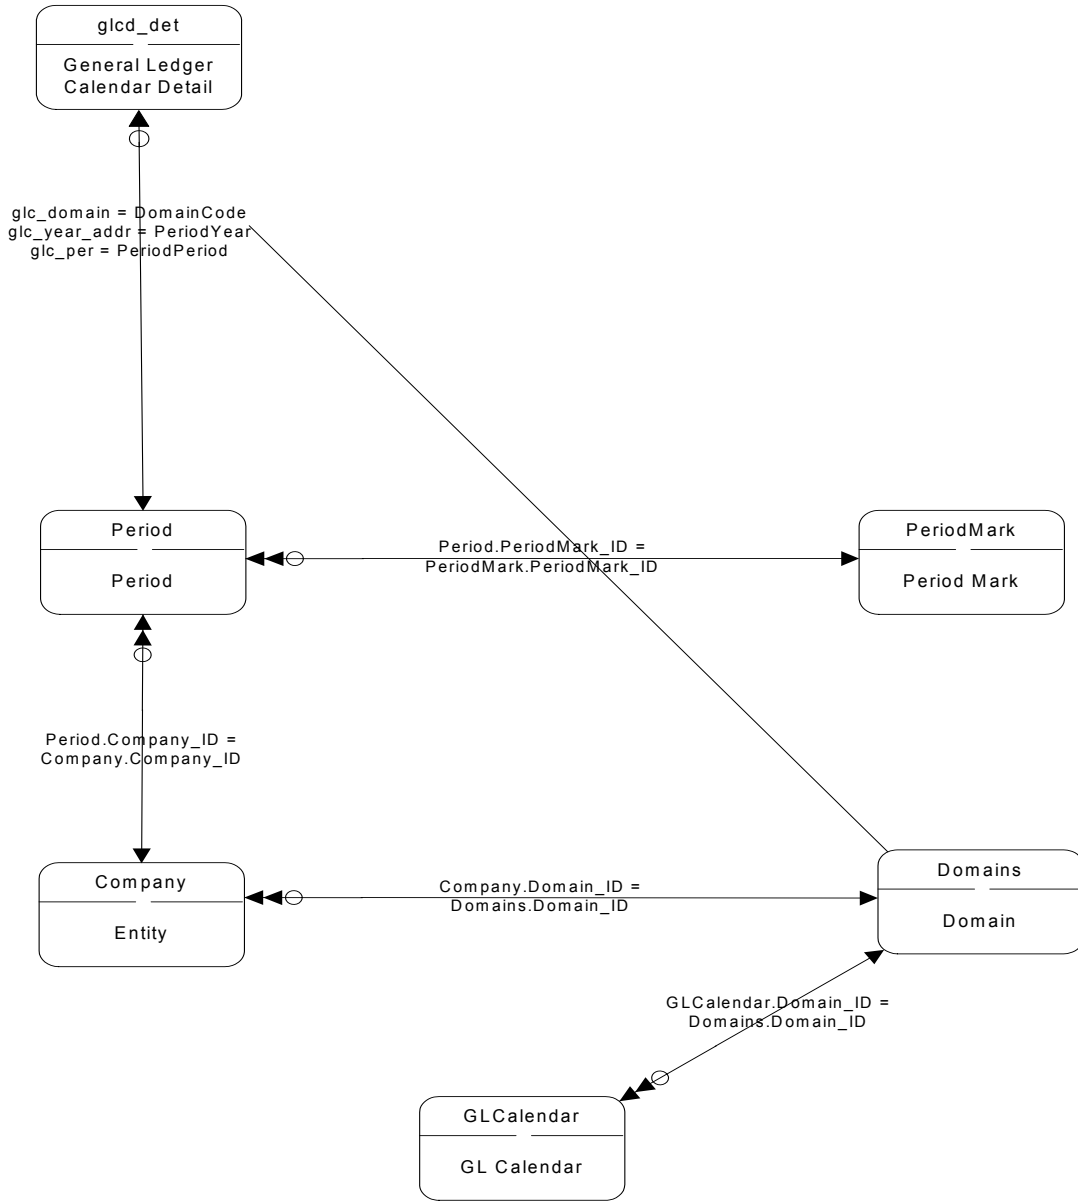 glcd_det
General Ledger
Calendar Detail
glc_domain = DomainCode
glc_year_addr = PeriodYear
glc_per = PeriodPeriod
Period
Period
Period.PeriodMark_ID =
PeriodMark.PeriodMark_ID
PeriodMark
Period Mark
Period.Company_ID =
Company.Company_ID
Company
Entity
Company.Domain_ID =
Domains.Domain_ID
Domains
Domain
GLCalendar.Domain_ID =
Domains.Domain_ID
GLCalendar
GL Calendar